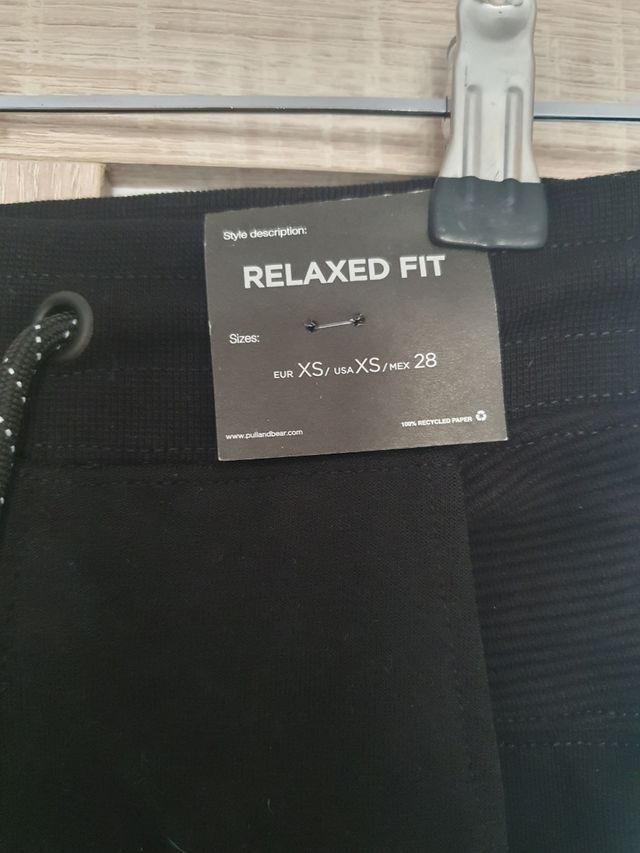 Style description:
RELAXED FIT
Sizes:
EUR XS/ USA XS/MEX 28
www.pullandbear.com
100% RECYCLED PAPER